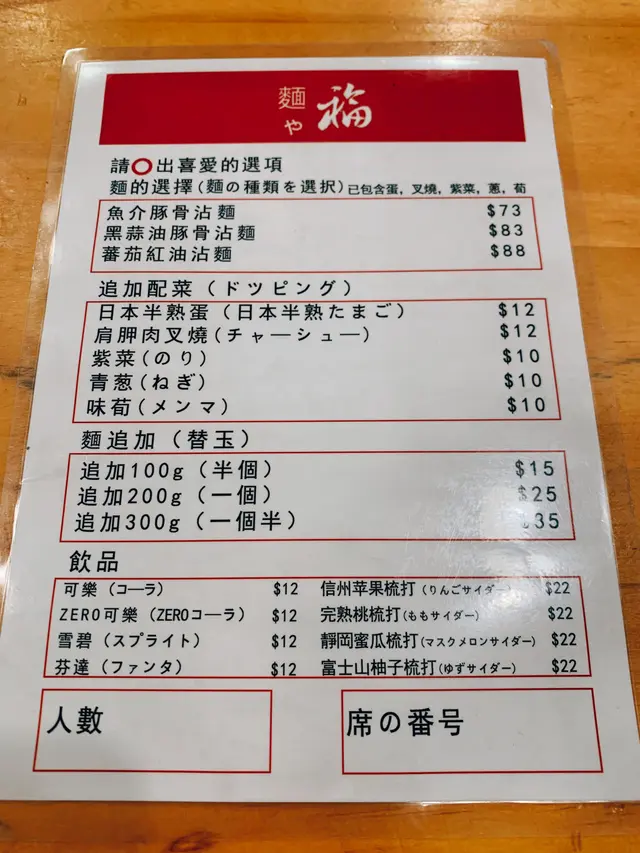 麵や 福
請⭕出喜愛的選項
麵的選擇(麵の種類を選択)已包含蛋,叉燒,紫菜,蔥,荀
魚介豚骨沾麵 $73
黑蒜油豚骨沾麵 $83
蕃茄紅油沾麵 $88
追加配菜(ドツピング)
日本半熟蛋(日本半熟たまご) $12
肩胛肉叉燒(チャーシュー) $12
紫菜(のり) $10
青葱(ねぎ) $10
味荀(メンマ) $10
麵追加(替玉)
追加100g(半個) $15
追加200g(一個) $25
追加300g(一個半) $35
飲品
可樂(コーラ) $12 信州苹果梳打(りんごサイダー) $22
ZERO可樂(ZEROコーラ) $12 完熟桃梳打(ももサイダー) $22
雪碧(スプライト) $12 靜岡蜜瓜梳打(マスクメロンサイダー) $22
芬達(ファンタ) $12 富士山柚子梳打(ゆずサイダー) $22
人數 席の番号